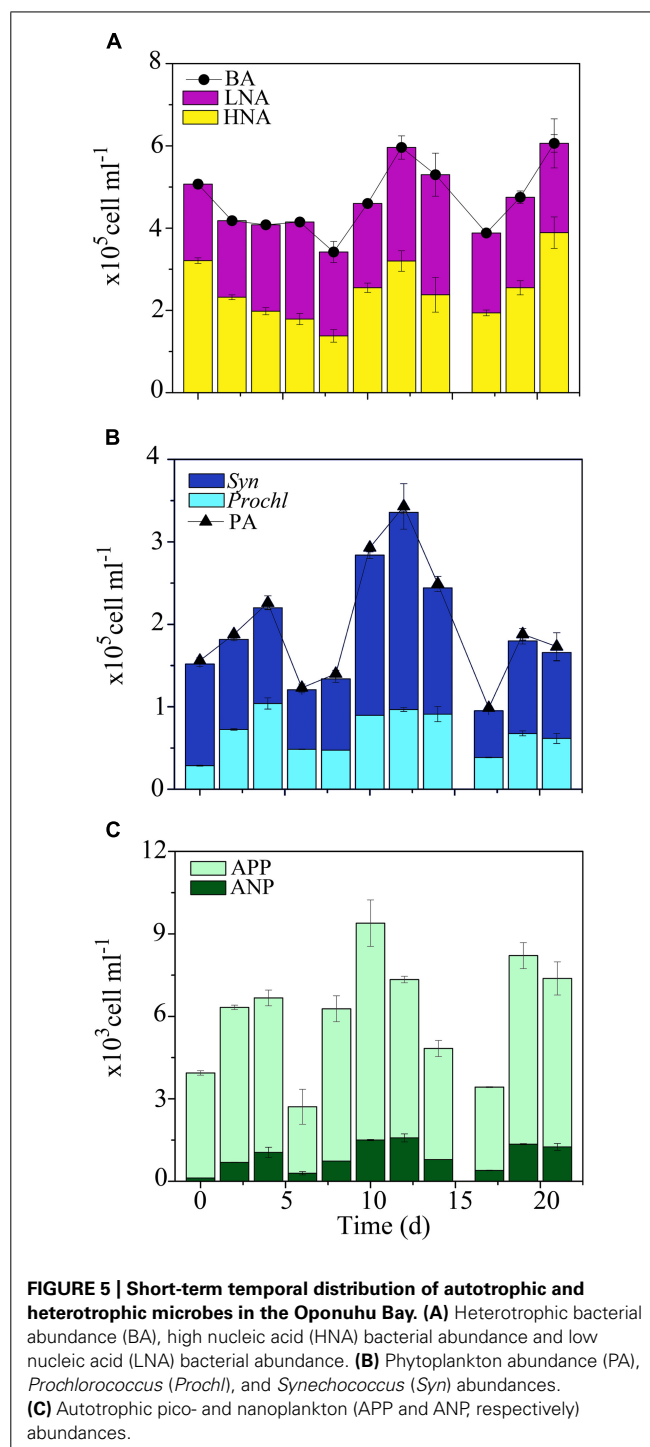 A
8
6
4
2
0
x10⁵cell ml⁻¹
BA
LNA
HNA
B
4
3
2
1
0
x10⁵cell ml⁻¹
Syn
Prochl
PA
C
12
9
6
3
0
x10³cell ml⁻¹
APP
ANP
0 5 10 15 20
Time (d)
FIGURE 5 | Short-term temporal distribution of autotrophic and
heterotrophic microbes in the Oponuhu Bay. (A) Heterotrophic bacterial
abundance (BA), high nucleic acid (HNA) bacterial abundance and low
nucleic acid (LNA) bacterial abundance. (B) Phytoplankton abundance (PA),
Prochlorococcus (Prochl), and Synechococcus (Syn) abundances.
(C) Autotrophic pico- and nanoplankton (APP and ANP, respectively)
abundances.